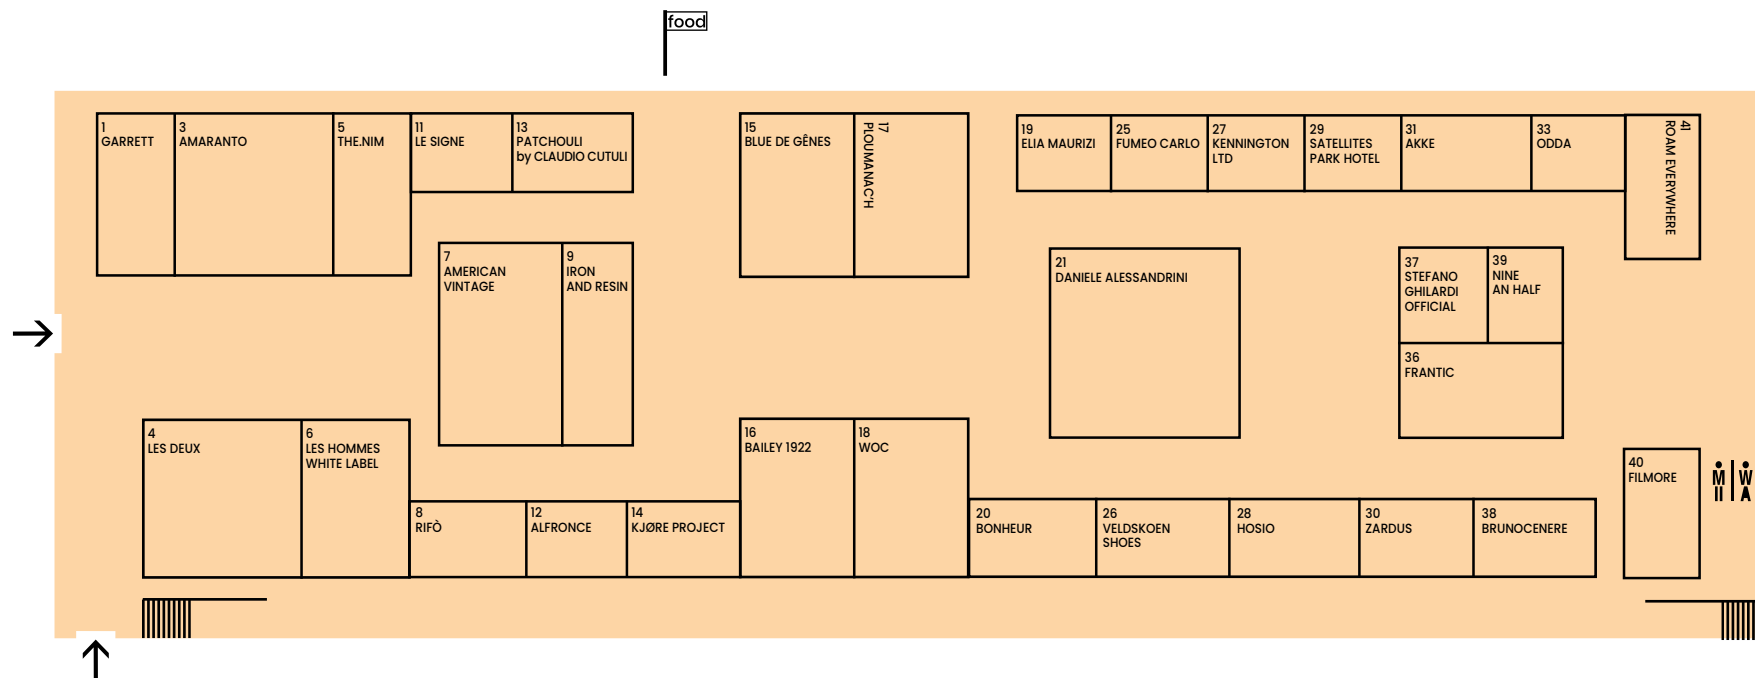 food
1
GARRETT
3
AMARANTO
5
THE.NIM
11
LE SIGNE
13
PATCHOULI
by CLAUDIO CUTULI
15
BLUE DE GÊNES
17
PLOUMANAC'H
19
ELIA MAURIZI
25
FUMEO CARLO
27
KENNINGTON
LTD
29
SATELLITES
PARK HOTEL
31
AKKE
33
ODDA
41
ROAM EVERYWHERE
7
AMERICAN
VINTAGE
9
IRON
AND RESIN
21
DANIELE ALESSANDRINI
37
STEFANO
GHILARDI
OFFICIAL
39
NINE
AN HALF
36
FRANTIC
4
LES DEUX
6
LES HOMMES
WHITE LABEL
8
RIFÒ
12
ALFRONCE
14
KJØRE PROJECT
16
BAILEY 1922
18
WOC
20
BONHEUR
26
VELDSKOEN
SHOES
28
HOSIO
30
ZARDUS
38
BRUNOCENERE
40
FILMORE
M W